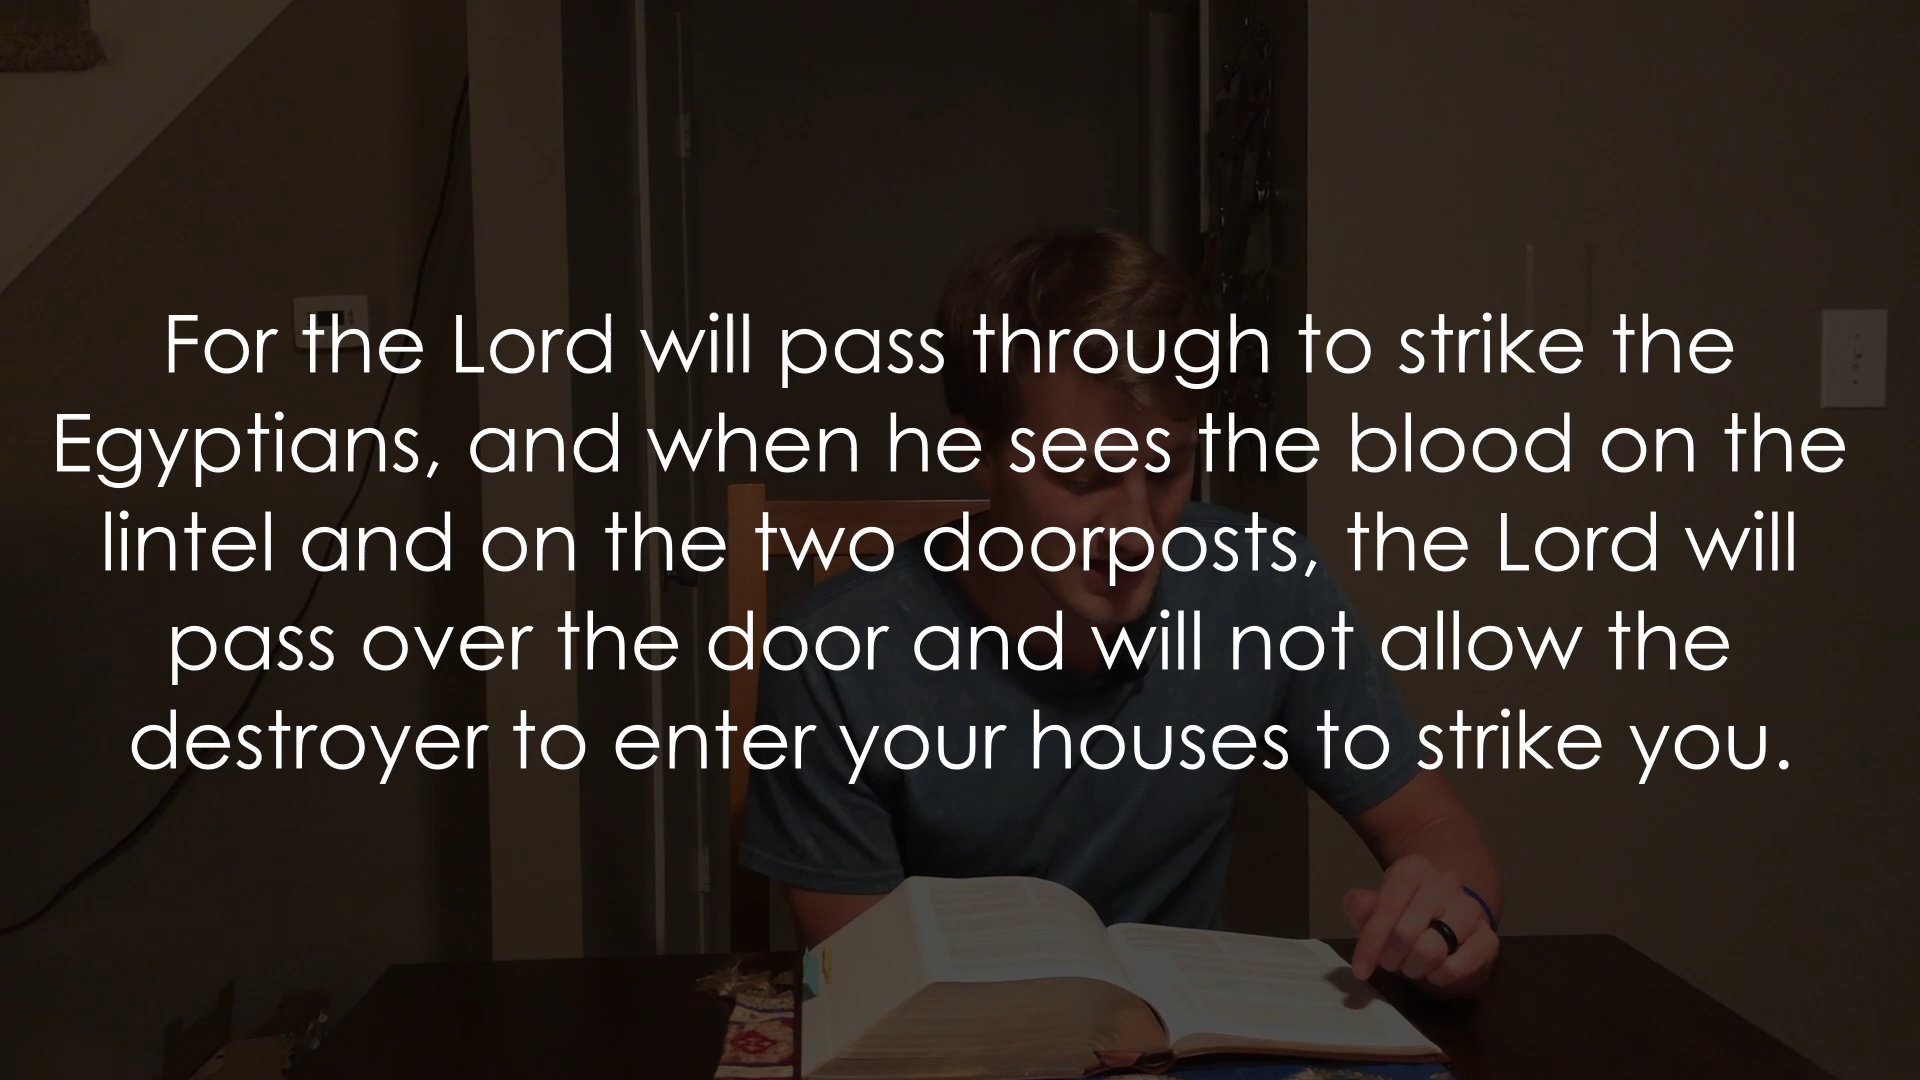 For the Lord will pass through to strike the
Egyptians, and when he sees the blood on the
lintel and on the two doorposts, the Lord will
pass over the door and will not allow the
destroyer to enter your houses to strike you.